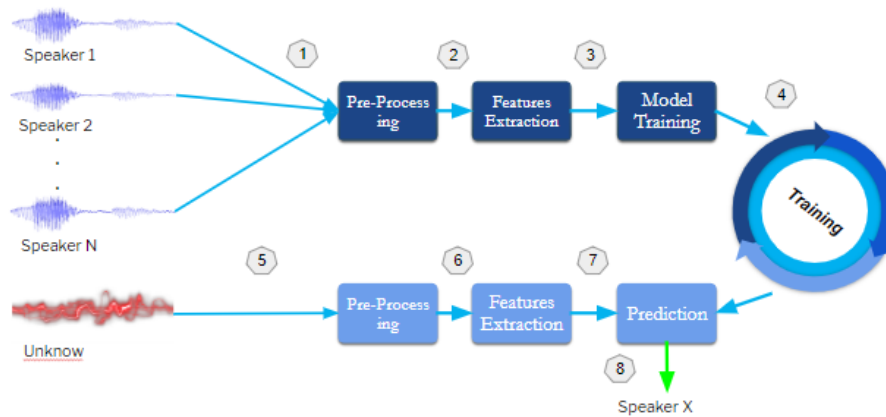 Speaker 1
1
2
3
Pre-Process
ing
Features
Extraction
Model
Training
4
Speaker 2
.
.
.
Speaker N
Training
5
6
7
Pre-Process
ing
Features
Extraction
Prediction
Unknow
8
Speaker X